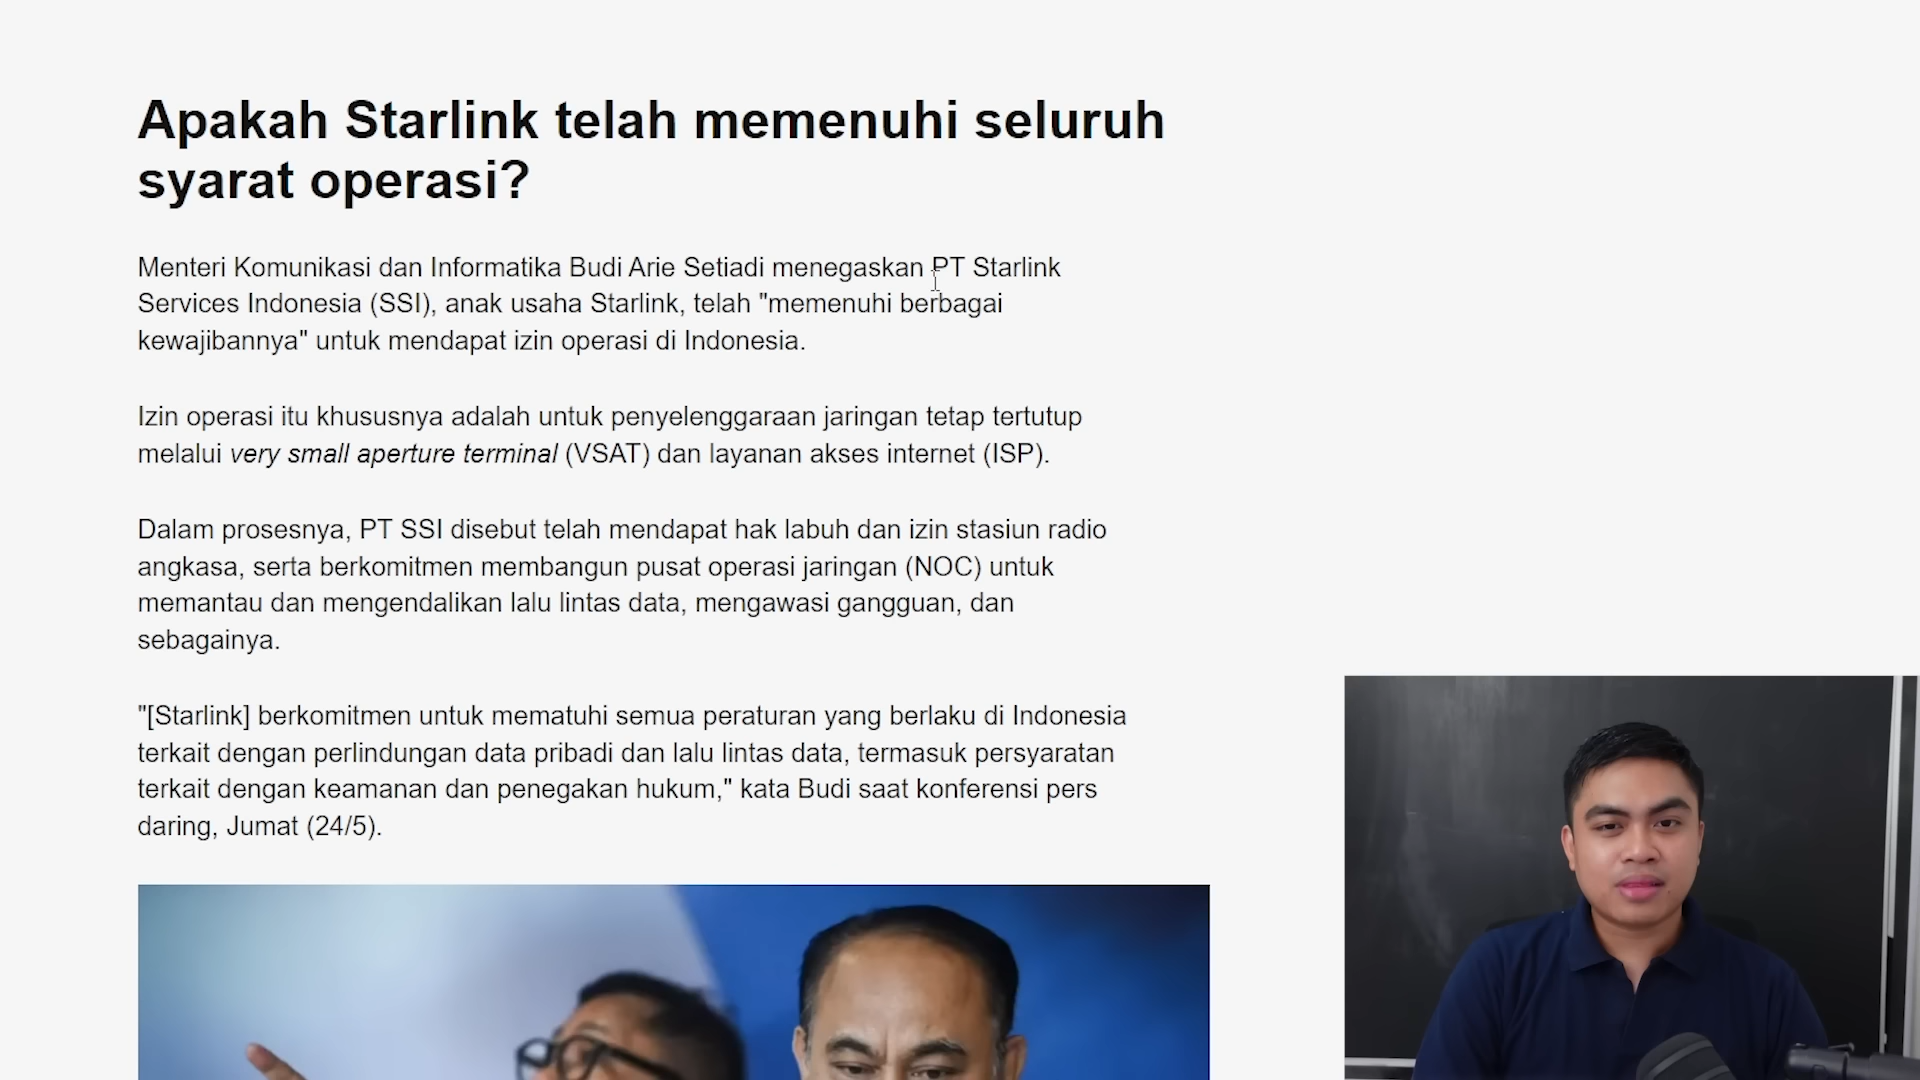 Apakah Starlink telah memenuhi seluruh
syarat operasi?
Menteri Komunikasi dan Informatika Budi Arie Setiadi menegaskan PT Starlink
Services Indonesia (SSI), anak usaha Starlink, telah "memenuhi berbagai
kewajibannya" untuk mendapat izin operasi di Indonesia.
Izin operasi itu khususnya adalah untuk penyelenggaraan jaringan tetap tertutup
melalui very small aperture terminal (VSAT) dan layanan akses internet (ISP).
Dalam prosesnya, PT SSI disebut telah mendapat hak labuh dan izin stasiun radio
angkasa, serta berkomitmen membangun pusat operasi jaringan (NOC) untuk
memantau dan mengendalikan lalu lintas data, mengawasi gangguan, dan
sebagainya.
"[Starlink] berkomitmen untuk mematuhi semua peraturan yang berlaku di Indonesia
terkait dengan perlindungan data pribadi dan lalu lintas data, termasuk persyaratan
terkait dengan keamanan dan penegakan hukum," kata Budi saat konferensi pers
daring, Jumat (24/5).